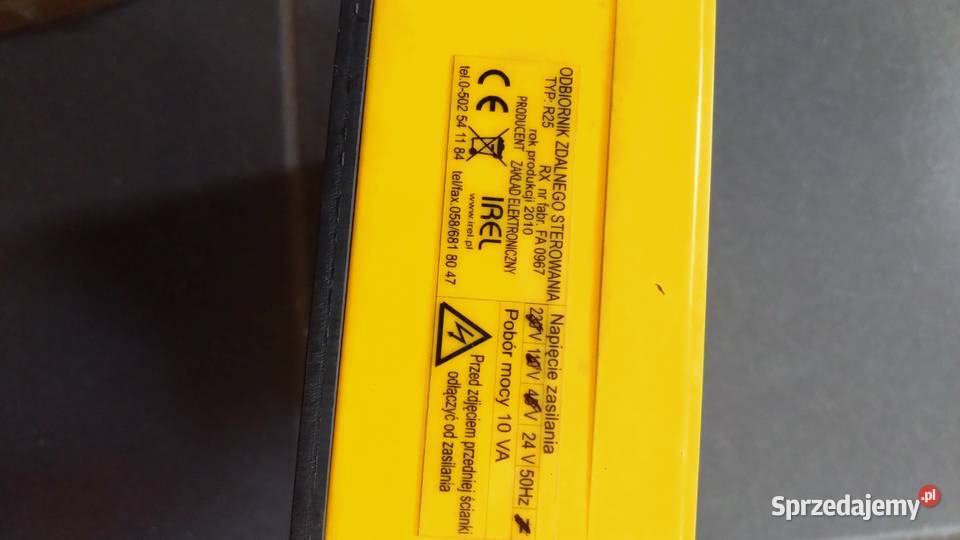 ODBIORNIK ZDALNEGO STEROWANIA
TYP: R25 RX nr fabr. FA 0967
rok produkcji 2010
PRODUCENT ZAKŁAD ELEKTRONICZNY
CE IREL
www.irel.pl
tel.0-502 54 11 84 tel/fax.058/681 80 47
Napięcie zasilania
V V V 24 V 50Hz
Pobór mocy 10 VA
Przed zdjęciem przedniej ścianki
odłączyć od zasilania
Sprzedajemy.pl